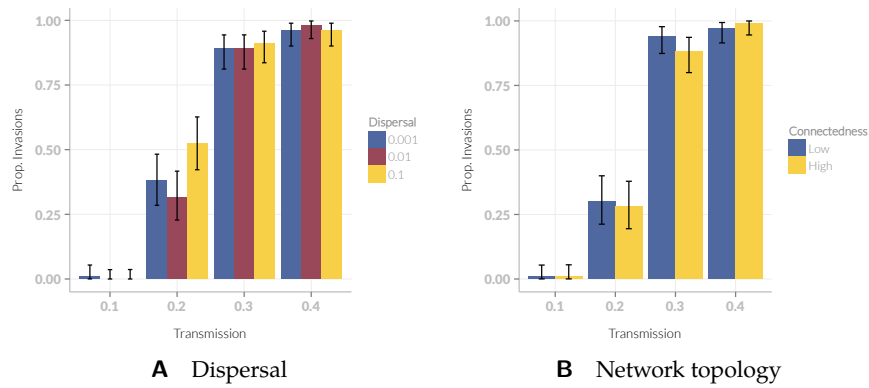 1.00
0.75
0.50
0.25
0.00
Prop. Invasions
0.1 0.2 0.3 0.4
Transmission
Dispersal
0.001
0.01
0.1
A Dispersal
1.00
0.75
0.50
0.25
0.00
Prop. Invasions
0.1 0.2 0.3 0.4
Transmission
Connectedness
Low
High
B Network topology